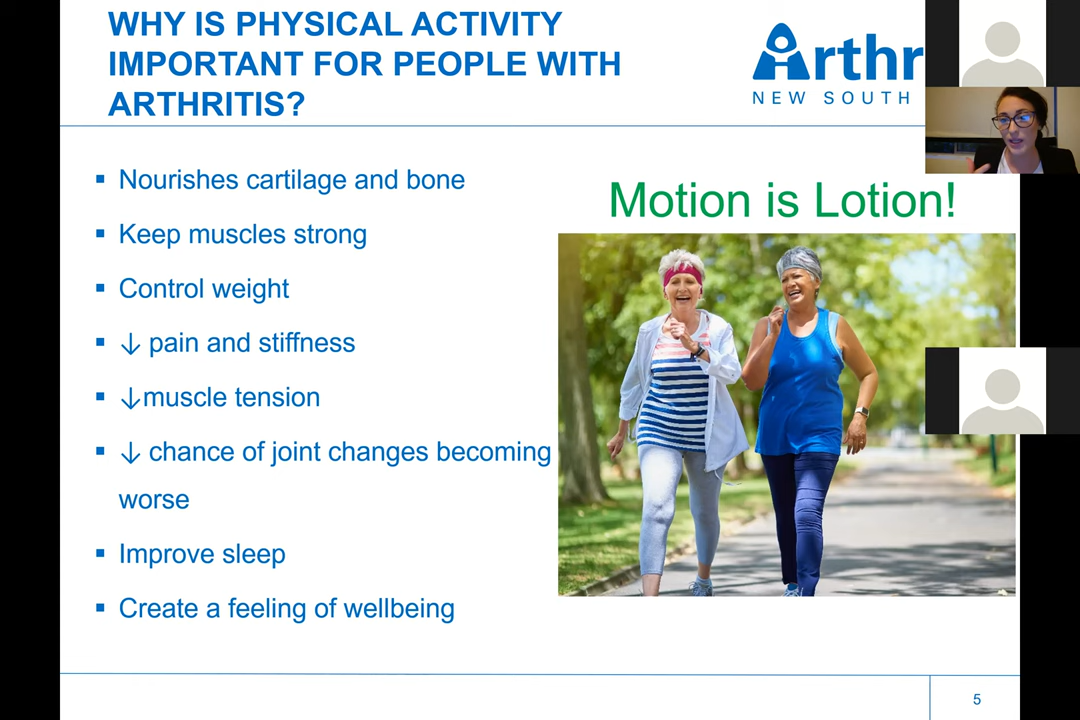 WHY IS PHYSICAL ACTIVITY
IMPORTANT FOR PEOPLE WITH
ARTHRITIS?
Arthr
NEW SOUTH
▪ Nourishes cartilage and bone
▪ Keep muscles strong
▪ Control weight
▪ ↓ pain and stiffness
▪ ↓muscle tension
▪ ↓ chance of joint changes becoming
worse
▪ Improve sleep
▪ Create a feeling of wellbeing
Motion is Lotion!
5